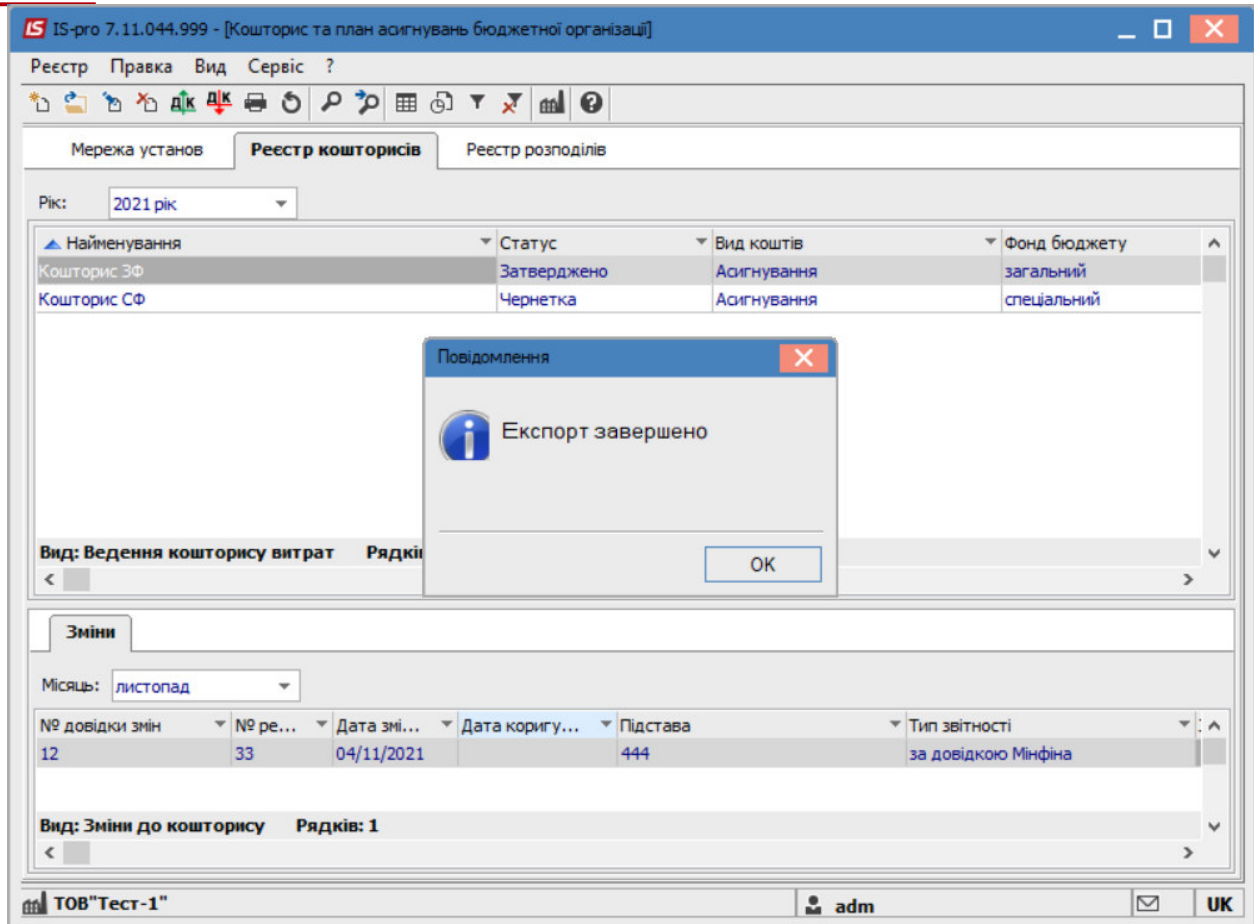 IS-pro 7.11.044.999 - [Кошторис та план асигнувань бюджетної організації]
Реєстр Правка Вид Сервіс ?
Мережа установ Реєстр кошторисів Реєстр розподілів
Рік: 2021 рік
Найменування Статус Вид коштів Фонд бюджету
Кошторис ЗФ Затверджено Асигнування загальний
Кошторис СФ Чернетка Асигнування спеціальний
Повідомлення
Експорт завершено
OK
Вид: Ведення кошторису витрат
Зміни
Місяць: листопад
№ довідки змін № ре... Дата змі... Дата коригу... Підстава Тип звітності
12 33 04/11/2021 444 за довідкою Мінфіна
Вид: Зміни до кошторису Рядків: 1
ТОВ"Тест-1" adm UK